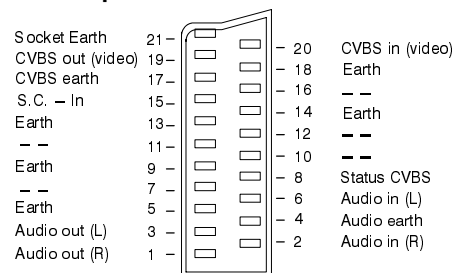 Socket Earth 21 –
CVBS out (video) 19 –
CVBS earth 17 –
S.C. – In 15 –
Earth 13 –
– – 11 –
Earth 9 –
– – 7 –
Earth 5 –
Audio out (L) 3 –
Audio out (R) 1 –
– 20 CVBS in (video)
– 18 Earth
– 16 – –
– 14 Earth
– 12 – –
– 10 – –
– 8 Status CVBS
– 6 Audio in (L)
– 4 Audio earth
– 2 Audio in (R)